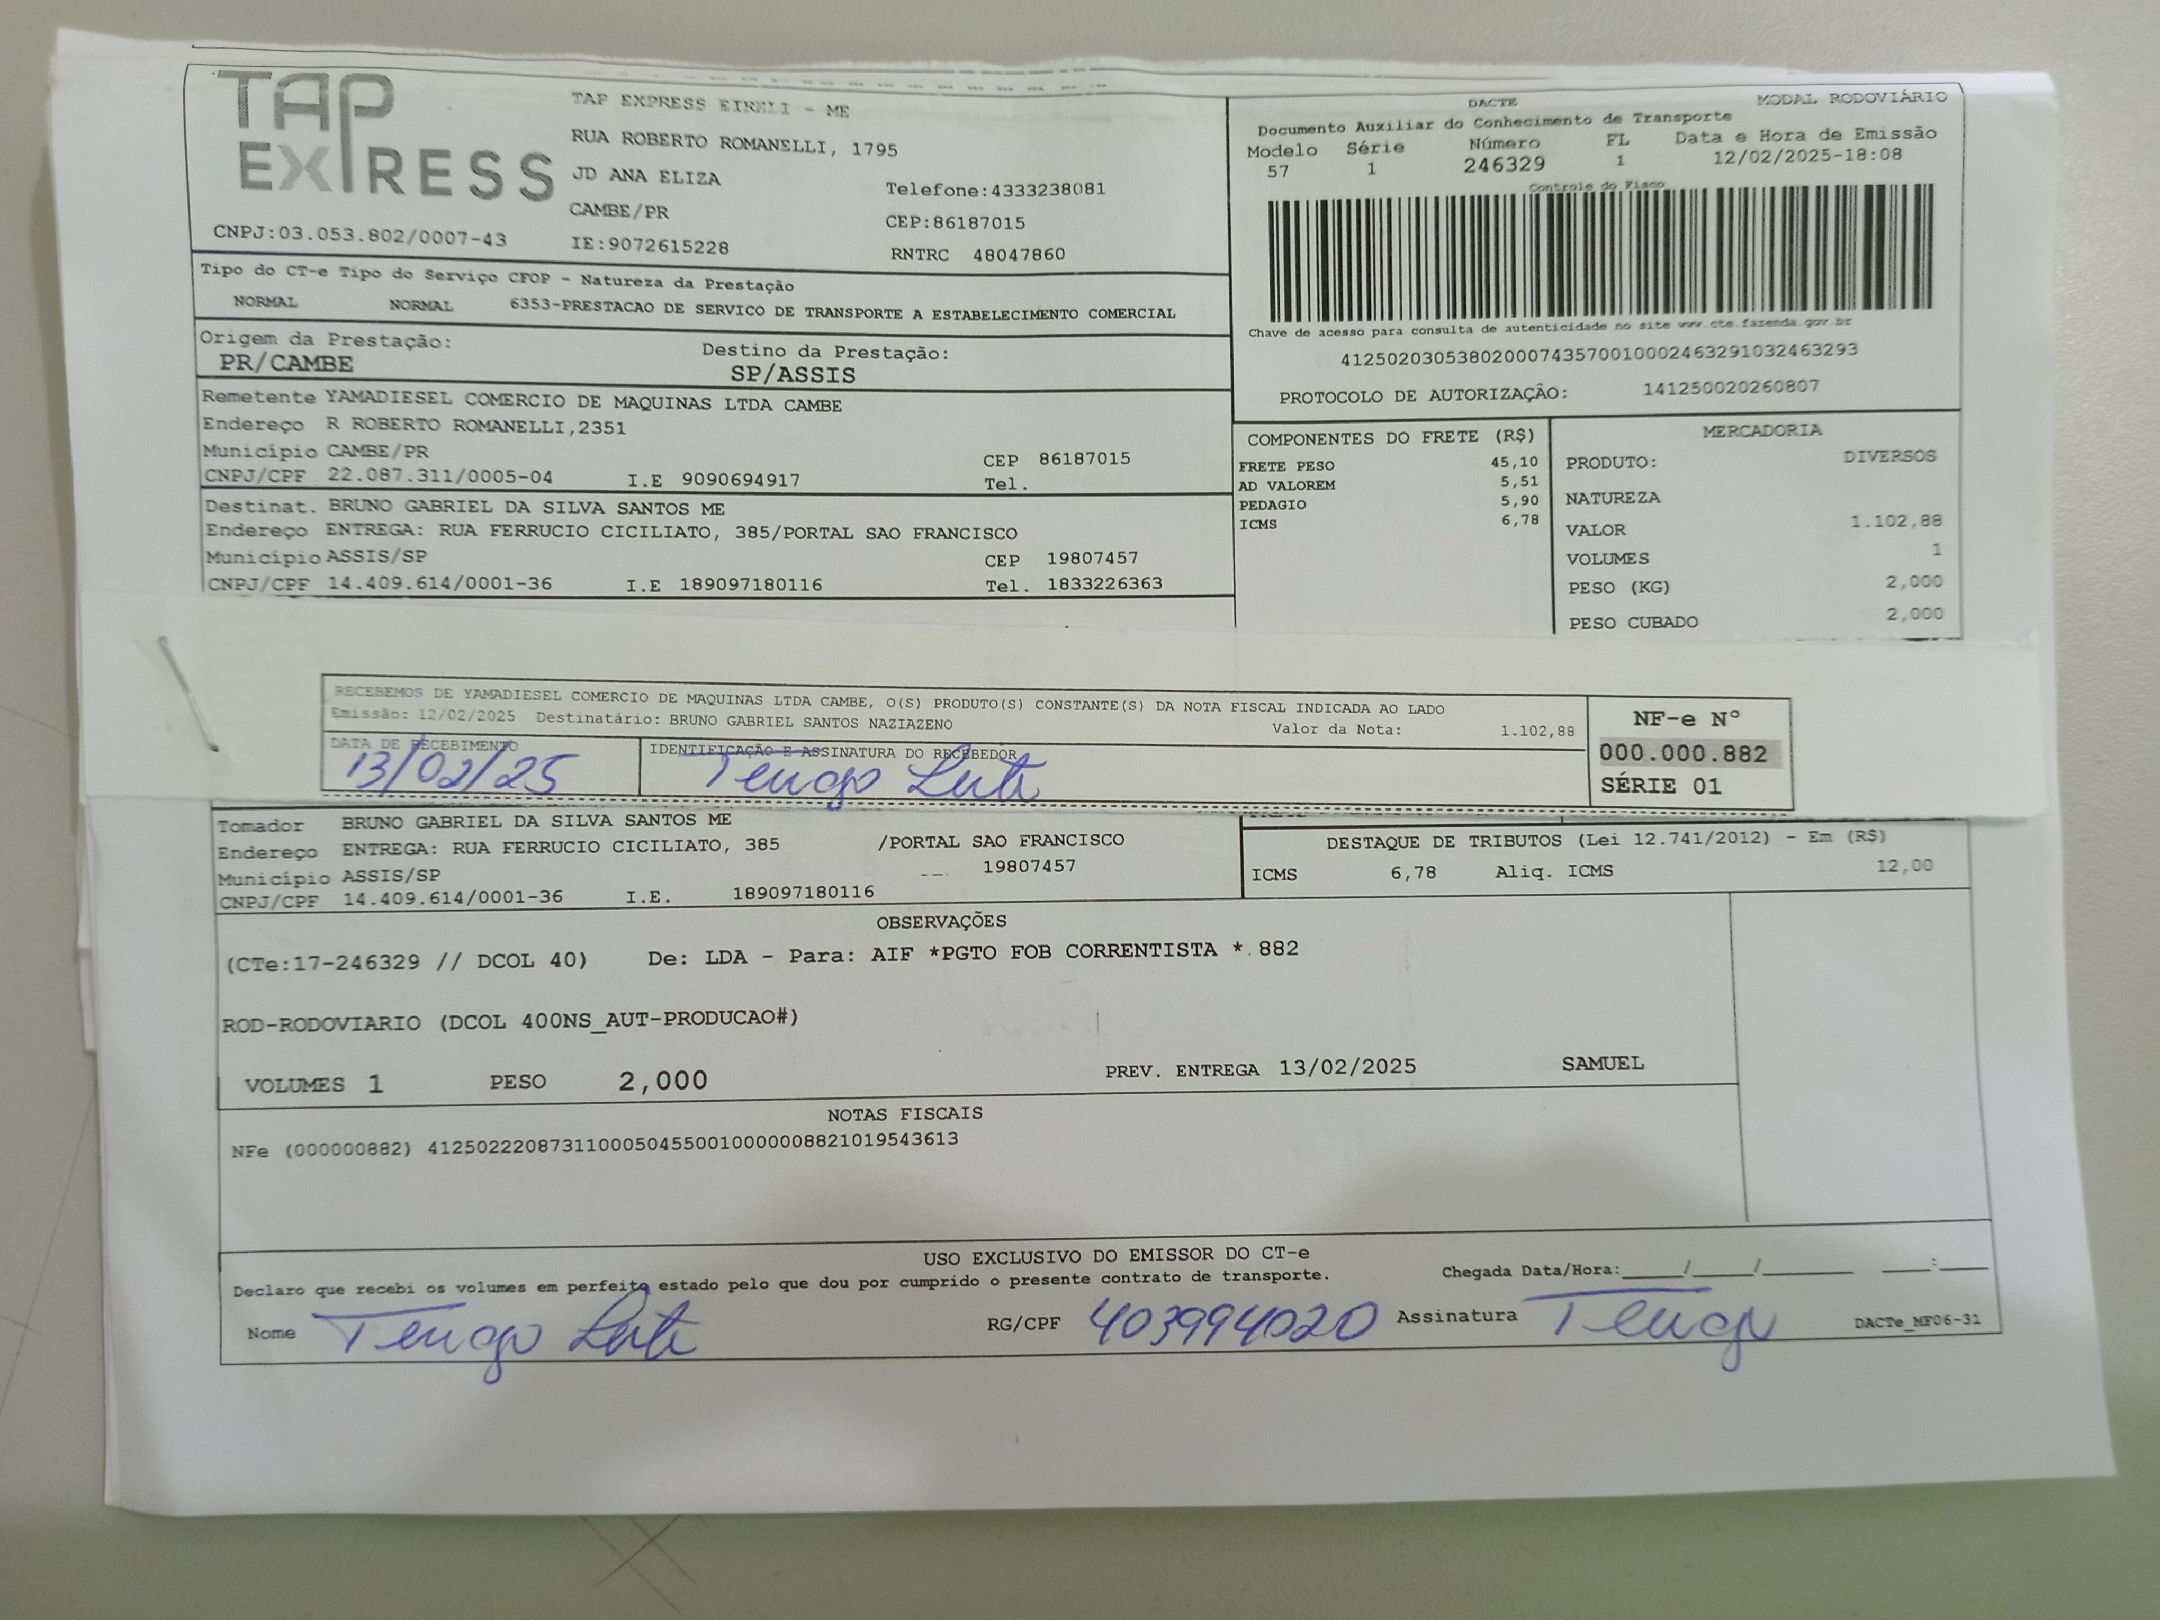 TAP EXPRESS
TAP EXPRESS EIRELI - ME
RUA ROBERTO ROMANELLI, 1795
JD ANA ELIZA
Telefone:4333238081
CAMBE/PR
CEP:86187015
CNPJ:03.053.802/0007-43
IE:9072615228
RNTRC 48047860
DACTE
MODAL RODOVIÁRIO
Documento Auxiliar do Conhecimento de Transporte
Modelo Série Número FL Data e Hora de Emissão
57 1 246329 1 12/02/2025-18:08
Controle do Fisco
Chave de acesso para consulta de autenticidade no site www.cte.fazenda.gov.br
41250203053802000743570010002463291032463293
PROTOCOLO DE AUTORIZAÇÃO: 141250020260807
Tipo do CT-e Tipo do Serviço CFOP - Natureza da Prestação
NORMAL NORMAL 6353-PRESTACAO DE SERVICO DE TRANSPORTE A ESTABELECIMENTO COMERCIAL
Origem da Prestação: Destino da Prestação:
PR/CAMBE SP/ASSIS
Remetente YAMADIESEL COMERCIO DE MAQUINAS LTDA CAMBE
Endereço R ROBERTO ROMANELLI,2351
Município CAMBE/PR CEP 86187015
CNPJ/CPF 22.087.311/0005-04 I.E 9090694917 Tel.
Destinat. BRUNO GABRIEL DA SILVA SANTOS ME
Endereço ENTREGA: RUA FERRUCIO CICILIATO, 385/PORTAL SAO FRANCISCO
Município ASSIS/SP CEP 19807457
CNPJ/CPF 14.409.614/0001-36 I.E 189097180116 Tel. 1833226363
COMPONENTES DO FRETE (R$)
FRETE PESO 45,10
AD VALOREM 5,51
PEDAGIO 5,90
ICMS 6,78
MERCADORIA
PRODUTO: DIVERSOS
NATUREZA
VALOR 1.102,88
VOLUMES 1
PESO (KG) 2,000
PESO CUBADO 2,000
RECEBEMOS DE YAMADIESEL COMERCIO DE MAQUINAS LTDA CAMBE, O(S) PRODUTO(S) CONSTANTE(S) DA NOTA FISCAL INDICADA AO LADO
Emissão: 12/02/2025 Destinatário: BRUNO GABRIEL SANTOS NAZIAZENO Valor da Nota: 1.102,88
DATA DE RECEBIMENTO IDENTIFICAÇÃO E ASSINATURA DO RECEBEDOR
13/02/25
NF-e Nº
000.000.882
SÉRIE 01
Tomador BRUNO GABRIEL DA SILVA SANTOS ME
Endereço ENTREGA: RUA FERRUCIO CICILIATO, 385 /PORTAL SAO FRANCISCO
Município ASSIS/SP 19807457
CNPJ/CPF 14.409.614/0001-36 I.E. 189097180116
DESTAQUE DE TRIBUTOS (Lei 12.741/2012) - Em (R$)
ICMS 6,78 Aliq. ICMS 12,00
OBSERVAÇÕES
(CTe:17-246329 // DCOL 40) De: LDA - Para: AIF *PGTO FOB CORRENTISTA *.882
ROD-RODOVIARIO (DCOL 400NS_AUT-PRODUCAO#)
VOLUMES 1 PESO 2,000 PREV. ENTREGA 13/02/2025 SAMUEL
NOTAS FISCAIS
NFe (000000882) 41250222087311000504550010000008821019543613
USO EXCLUSIVO DO EMISSOR DO CT-e
Declaro que recebi os volumes em perfeito estado pelo que dou por cumprido o presente contrato de transporte. Chegada Data/Hora:____/____/______ ___:___
Nome RG/CPF 403994020 Assinatura DACTe_MF06-31